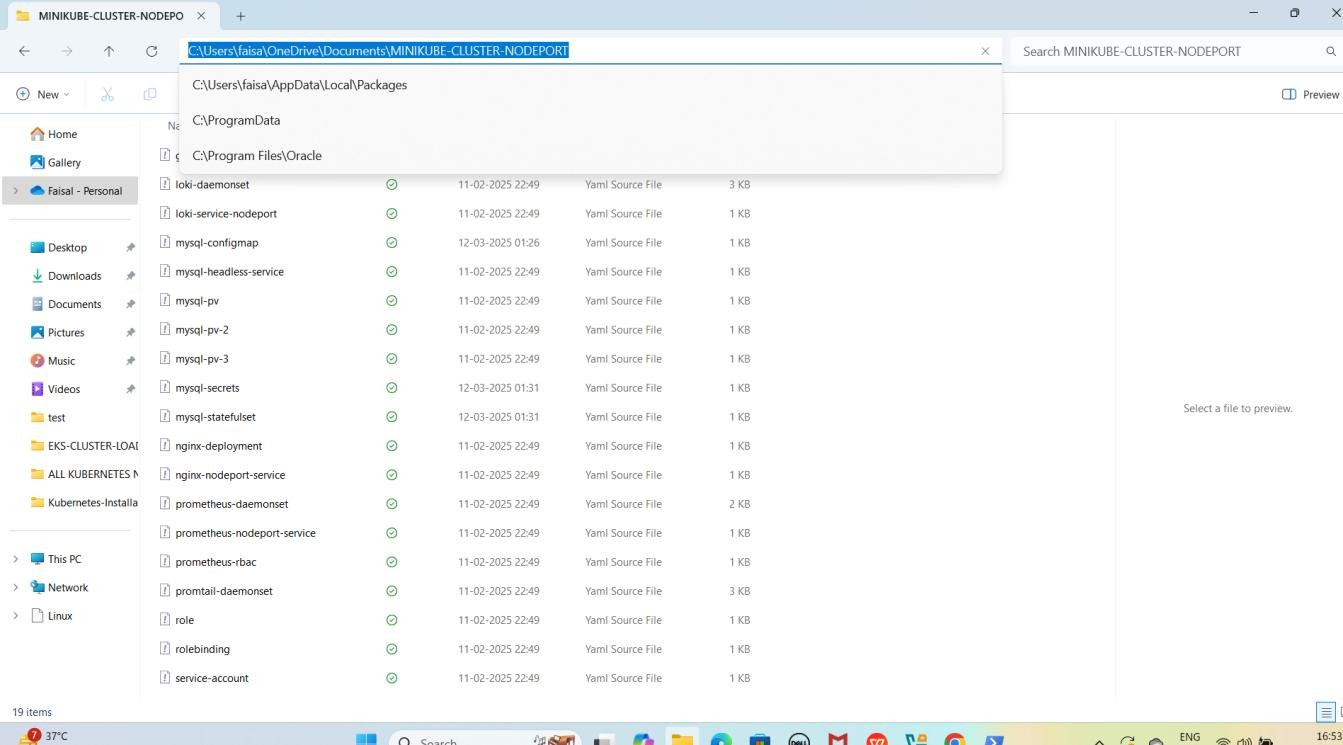 MINIKUBE-CLUSTER-NODEPO
C:\Users\faisa\OneDrive\Documents\MINIKUBE-CLUSTER-NODEPORT
Search MINIKUBE-CLUSTER-NODEPORT
C:\Users\faisa\AppData\Local\Packages
C:\ProgramData
C:\Program Files\Oracle
New
Preview
Home
Gallery
Faisal - Personal
Desktop
Downloads
Documents
Pictures
Music
Videos
test
EKS-CLUSTER-LOA
ALL KUBERNETES N
Kubernetes-Installa
This PC
Network
Linux
Na
g
loki-daemonset 11-02-2025 22:49 Yaml Source File 3 KB
loki-service-nodeport 11-02-2025 22:49 Yaml Source File 1 KB
mysql-configmap 12-03-2025 01:26 Yaml Source File 1 KB
mysql-headless-service 11-02-2025 22:49 Yaml Source File 1 KB
mysql-pv 11-02-2025 22:49 Yaml Source File 1 KB
mysql-pv-2 11-02-2025 22:49 Yaml Source File 1 KB
mysql-pv-3 11-02-2025 22:49 Yaml Source File 1 KB
mysql-secrets 12-03-2025 01:31 Yaml Source File 1 KB
mysql-statefulset 12-03-2025 01:31 Yaml Source File 1 KB
nginx-deployment 11-02-2025 22:49 Yaml Source File 1 KB
nginx-nodeport-service 11-02-2025 22:49 Yaml Source File 1 KB
prometheus-daemonset 11-02-2025 22:49 Yaml Source File 2 KB
prometheus-nodeport-service 11-02-2025 22:49 Yaml Source File 1 KB
prometheus-rbac 11-02-2025 22:49 Yaml Source File 1 KB
promtail-daemonset 11-02-2025 22:49 Yaml Source File 3 KB
role 11-02-2025 22:49 Yaml Source File 1 KB
rolebinding 11-02-2025 22:49 Yaml Source File 1 KB
service-account 11-02-2025 22:49 Yaml Source File 1 KB
Select a file to preview.
19 items
7
37°C
Search
DELL
ENG
16:53